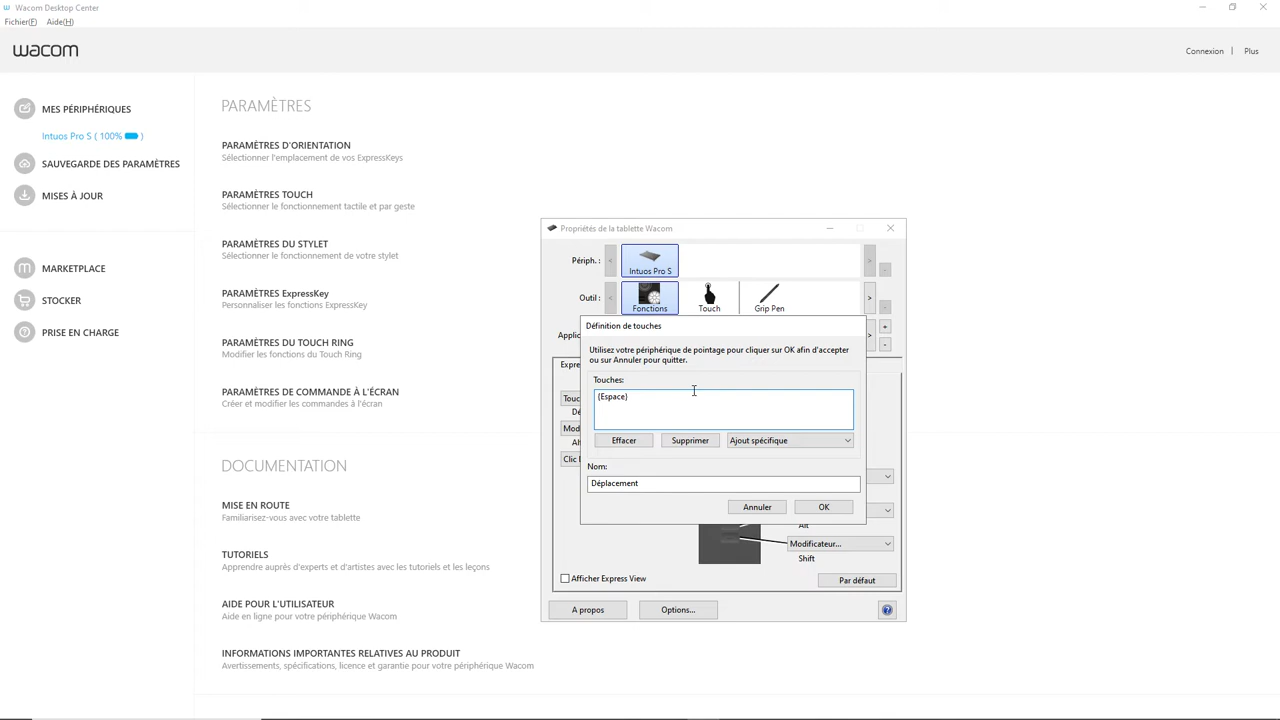 Wacom Desktop Center
Fichier(F) Aide(H)
wacom
Connexion | Plus
MES PÉRIPHÉRIQUES
Intuos Pro S ( 100% )
SAUVEGARDE DES PARAMÈTRES
MISES À JOUR
MARKETPLACE
STOCKER
PRISE EN CHARGE
PARAMÈTRES
PARAMÈTRES D'ORIENTATION
Sélectionner l'emplacement de vos ExpressKeys
PARAMÈTRES TOUCH
Sélectionner le fonctionnement tactile et par geste
PARAMÈTRES DU STYLET
Sélectionner le fonctionnement de votre stylet
PARAMÈTRES ExpressKey
Personnaliser les fonctions ExpressKey
PARAMÈTRES DU TOUCH RING
Modifier les fonctions du Touch Ring
PARAMÈTRES DE COMMANDE À L'ÉCRAN
Créer et modifier les commandes à l'écran
DOCUMENTATION
MISE EN ROUTE
Familiarisez-vous avec votre tablette
TUTORIELS
Apprendre auprès d'experts et d'artistes avec les tutoriels et les leçons
AIDE POUR L'UTILISATEUR
Aide en ligne pour votre périphérique Wacom
INFORMATIONS IMPORTANTES RELATIVES AU PRODUIT
Avertissements, spécifications, licence et garantie pour votre périphérique Wacom
Propriétés de la tablette Wacom
Périph. : < Intuos Pro S >
Outil : < Fonctions Touch Grip Pen >
Applic
Définition de touches
Utilisez votre périphérique de pointage pour cliquer sur OK afin d'accepter
ou sur Annuler pour quitter.
Touches:
{Espace}
Effacer Supprimer Ajout spécifique
Nom:
Déplacement
Annuler OK
Expre
Touc
Dé
Mod
Alt
Clic
Alt
Modificateur...
Shift
Afficher Express View
Par défaut
A propos Options... ?